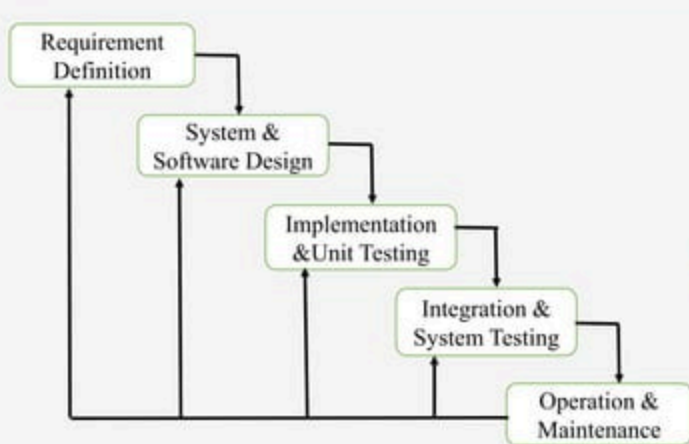 Requirement
Definition
System &
Software Design
Implementation
&Unit Testing
Integration &
System Testing
Operation &
Maintenance